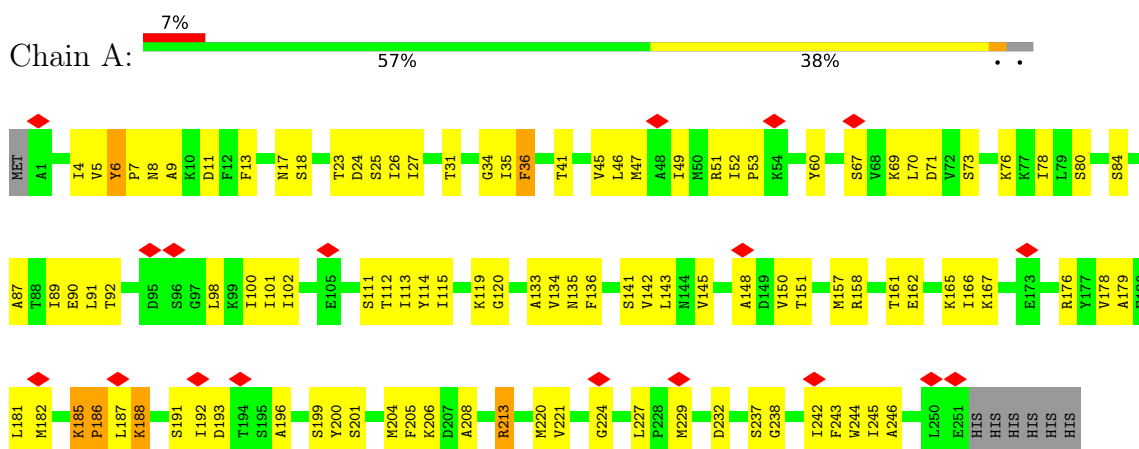 7%
Chain A:
57% 38% • •
MET A1 I4 V5 Y6 P7 N8 A9 K10 D11 F12 F13 N17 S18 T23 D24 S25 I26 I27 T31 G34 I35 F36 T41 V45 L46 M47 A48 I49 M50 R51 I52 P53 K54 Y60 S67 V68 K69 L70 D71 V72 S73 K76 K77 I78 L79 S80 S84
A87 T88 I89 E90 L91 T92 D95 S96 G97 L98 K99 I100 I101 I102 E105 S111 T112 T113 Y114 I115 K119 G120 A133 V134 N135 F136 S141 V142 L143 N144 V145 A148 D149 V150 T151 M157 R158 T161 E162 K165 I166 K167 E173 R176 Y177 V178 A179
L181 M182 K185 P186 L187 K188 S191 I192 D193 T194 S195 A196 S199 Y200 S201 M204 F205 K206 D207 A208 R213 M220 V221 G224 L227 P228 M229 D232 S237 G238 I242 F243 W244 I245 A246 L250 E251 HIS HIS HIS HIS HIS HIS